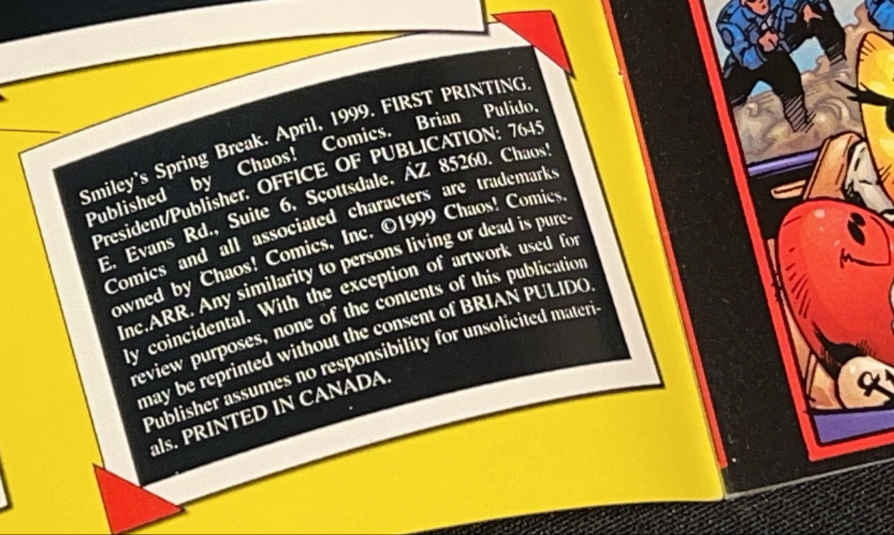 Smiley's Spring Break. April, 1999. FIRST PRINTING.
Published by Chaos! Comics. Brian Pulido,
President/Publisher. OFFICE OF PUBLICATION: 7645
E. Evans Rd., Suite 6, Scottsdale, AZ 85260. Chaos!
Comics and all associated characters are trademarks
owned by Chaos! Comics, Inc. ©1999 Chaos! Comics,
Inc.ARR. Any similarity to persons living or dead is pure-
ly coincidental. With the exception of artwork used for
review purposes, none of the contents of this publication
may be reprinted without the consent of BRIAN PULIDO.
Publisher assumes no responsibility for unsolicited materi-
als. PRINTED IN CANADA.